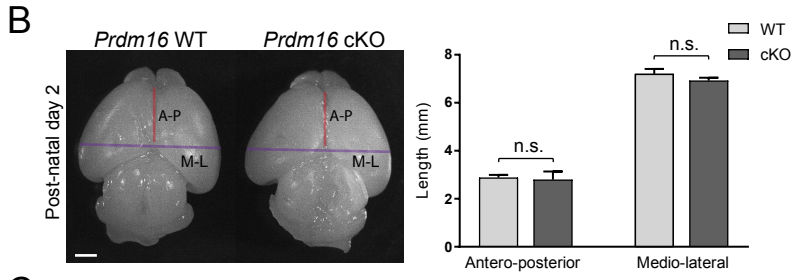 B
Prdm16 WT
Prdm16 cKO
Post-natal day 2
A-P
M-L
A-P
M-L
WT
cKO
n.s.
n.s.
Length (mm)
8
6
4
2
0
Antero-posterior
Medio-lateral